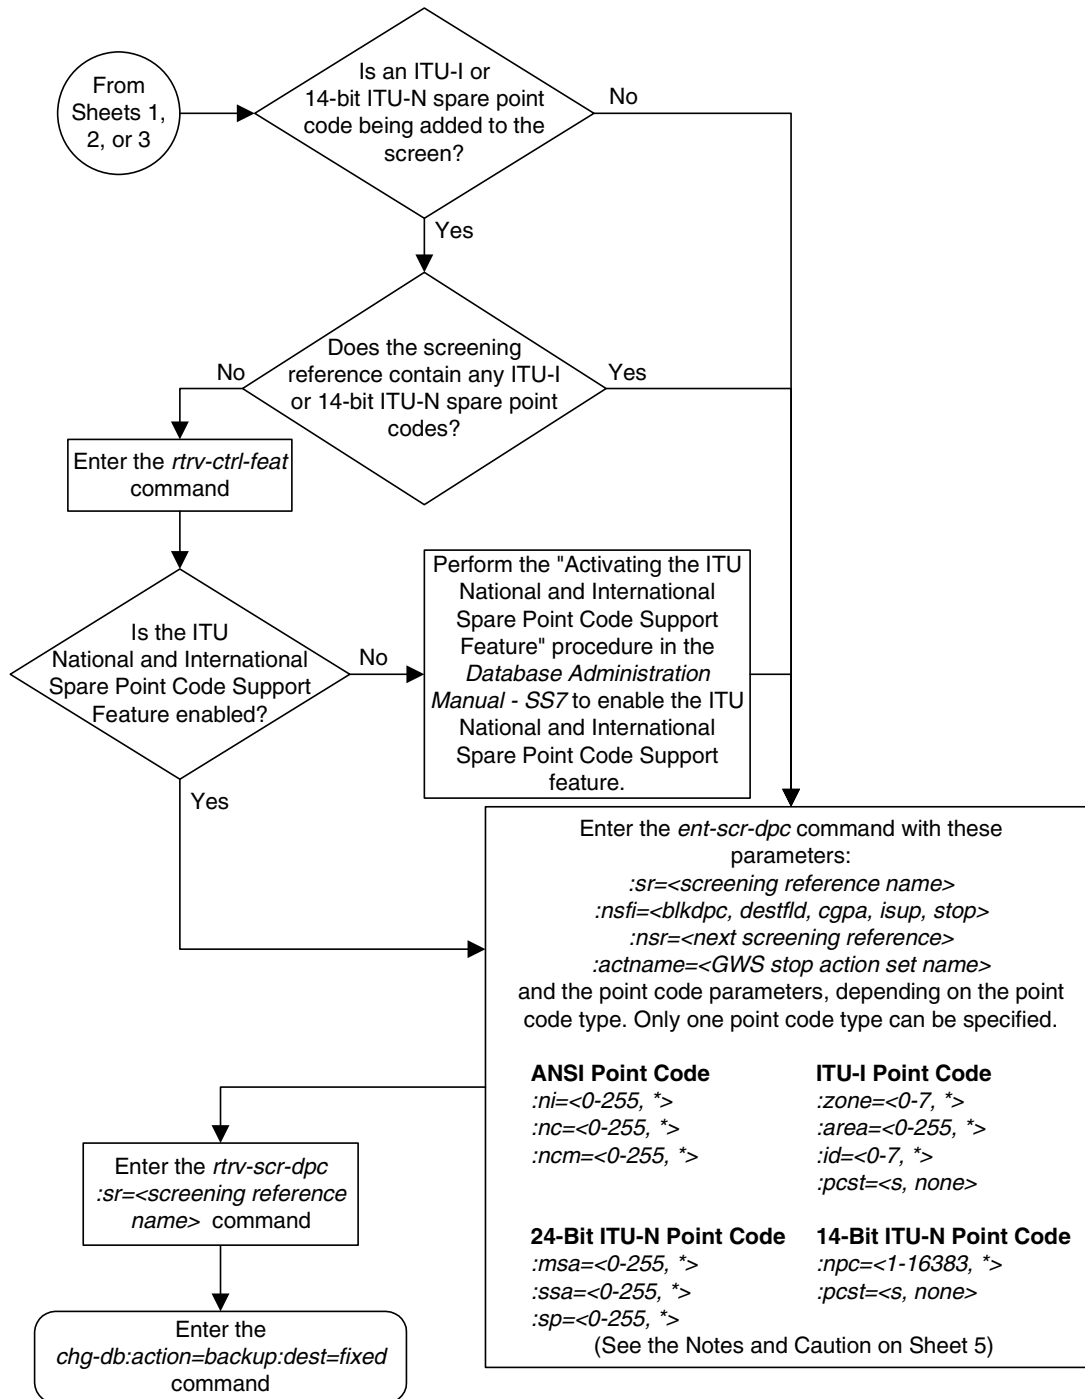 From
Sheets 1,
2, or 3
Is an ITU-I or
14-bit ITU-N spare point
code being added to the
screen?
No
Yes
Does the screening
reference contain any ITU-I
or 14-bit ITU-N spare point
codes?
No
Yes
Enter the rtrv-ctrl-feat
command
Is the ITU
National and International
Spare Point Code Support
Feature enabled?
No
Yes
Perform the "Activating the ITU
National and International
Spare Point Code Support
Feature" procedure in the
Database Administration
Manual - SS7 to enable the ITU
National and International
Spare Point Code Support
feature.
Enter the ent-scr-dpc command with these
parameters:
:sr=<screening reference name>
:nsfi=<blkdpc, destfld, cgpa, isup, stop>
:nsr=<next screening reference>
:actname=<GWS stop action set name>
and the point code parameters, depending on the point
code type. Only one point code type can be specified.
ANSI Point Code
:ni=<0-255, *>
:nc=<0-255, *>
:ncm=<0-255, *>
ITU-I Point Code
:zone=<0-7, *>
:area=<0-255, *>
:id=<0-7, *>
:pcst=<s, none>
24-Bit ITU-N Point Code
:msa=<0-255, *>
:ssa=<0-255, *>
:sp=<0-255, *>
14-Bit ITU-N Point Code
:npc=<1-16383, *>
:pcst=<s, none>
(See the Notes and Caution on Sheet 5)
Enter the rtrv-scr-dpc
:sr=<screening reference
name> command
Enter the
chg-db:action=backup:dest=fixed
command